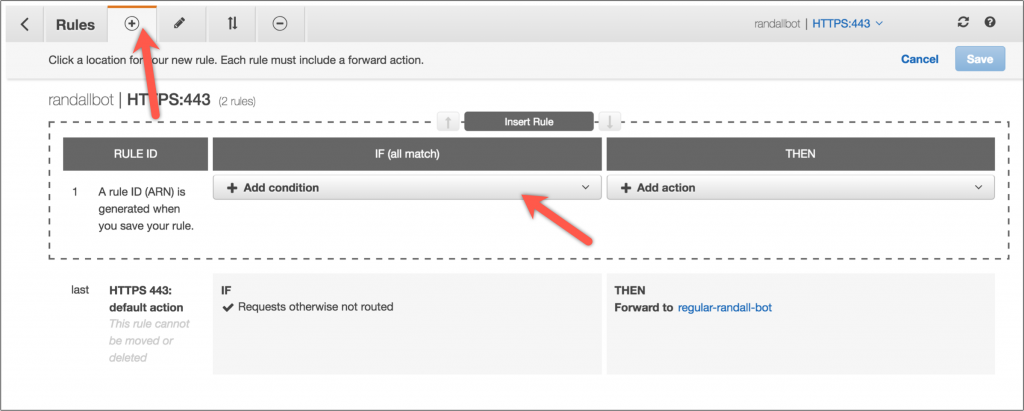 Rules
randallbot | HTTPS:443
Click a location for your new rule. Each rule must include a forward action.
Cancel
Save
randallbot | HTTPS:443 (2 rules)
Insert Rule
RULE ID
IF (all match)
THEN
1
A rule ID (ARN) is
generated when
you save your rule.
Add condition
Add action
last
HTTPS 443:
default action
This rule cannot
be moved or
deleted
IF
Requests otherwise not routed
THEN
Forward to regular-randall-bot